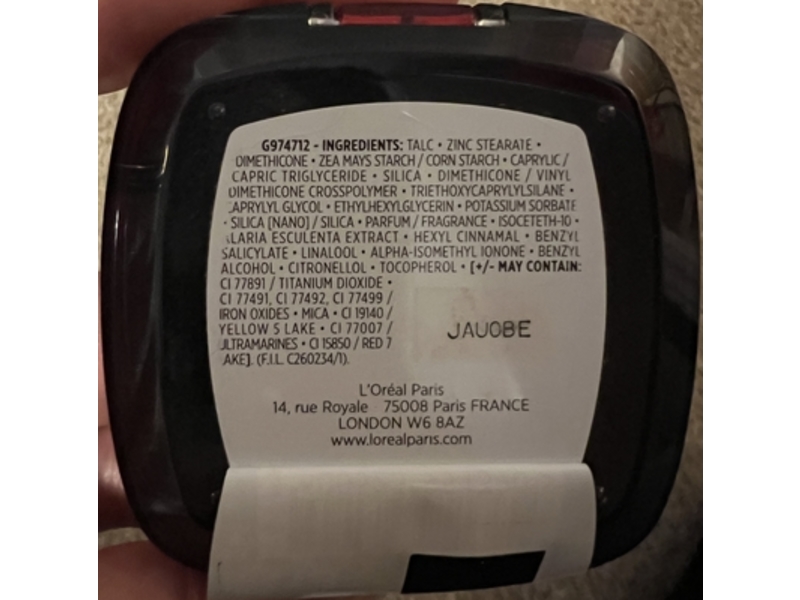 G974712 - INGREDIENTS: TALC • ZINC STEARATE •
DIMETHICONE • ZEA MAYS STARCH / CORN STARCH • CAPRYLIC /
CAPRIC TRIGLYCERIDE • SILICA • DIMETHICONE / VINYL
DIMETHICONE CROSSPOLYMER • TRIETHOXYCAPRYLYLSILANE •
CAPRYLYL GLYCOL • ETHYLHEXYLGLYCERIN • POTASSIUM SORBATE
• SILICA [NANO] / SILICA • PARFUM / FRAGRANCE • ISOCETETH-10 •
ALARIA ESCULENTA EXTRACT • HEXYL CINNAMAL • BENZYL
SALICYLATE • LINALOOL • ALPHA-ISOMETHYL IONONE • BENZYL
ALCOHOL • CITRONELLOL • TOCOPHEROL • [+/- MAY CONTAIN:
CI 77891 / TITANIUM DIOXIDE •
CI 77491, CI 77492, CI 77499 /
IRON OXIDES • MICA • CI 19140 /
YELLOW 5 LAKE • CI 77007 /
ULTRAMARINES • CI 15850 / RED 7
LAKE]. (F.I.L. C260234/1).
JAUOBE
L'Oréal Paris
14, rue Royale 75008 Paris FRANCE
LONDON W6 8AZ
www.lorealparis.com